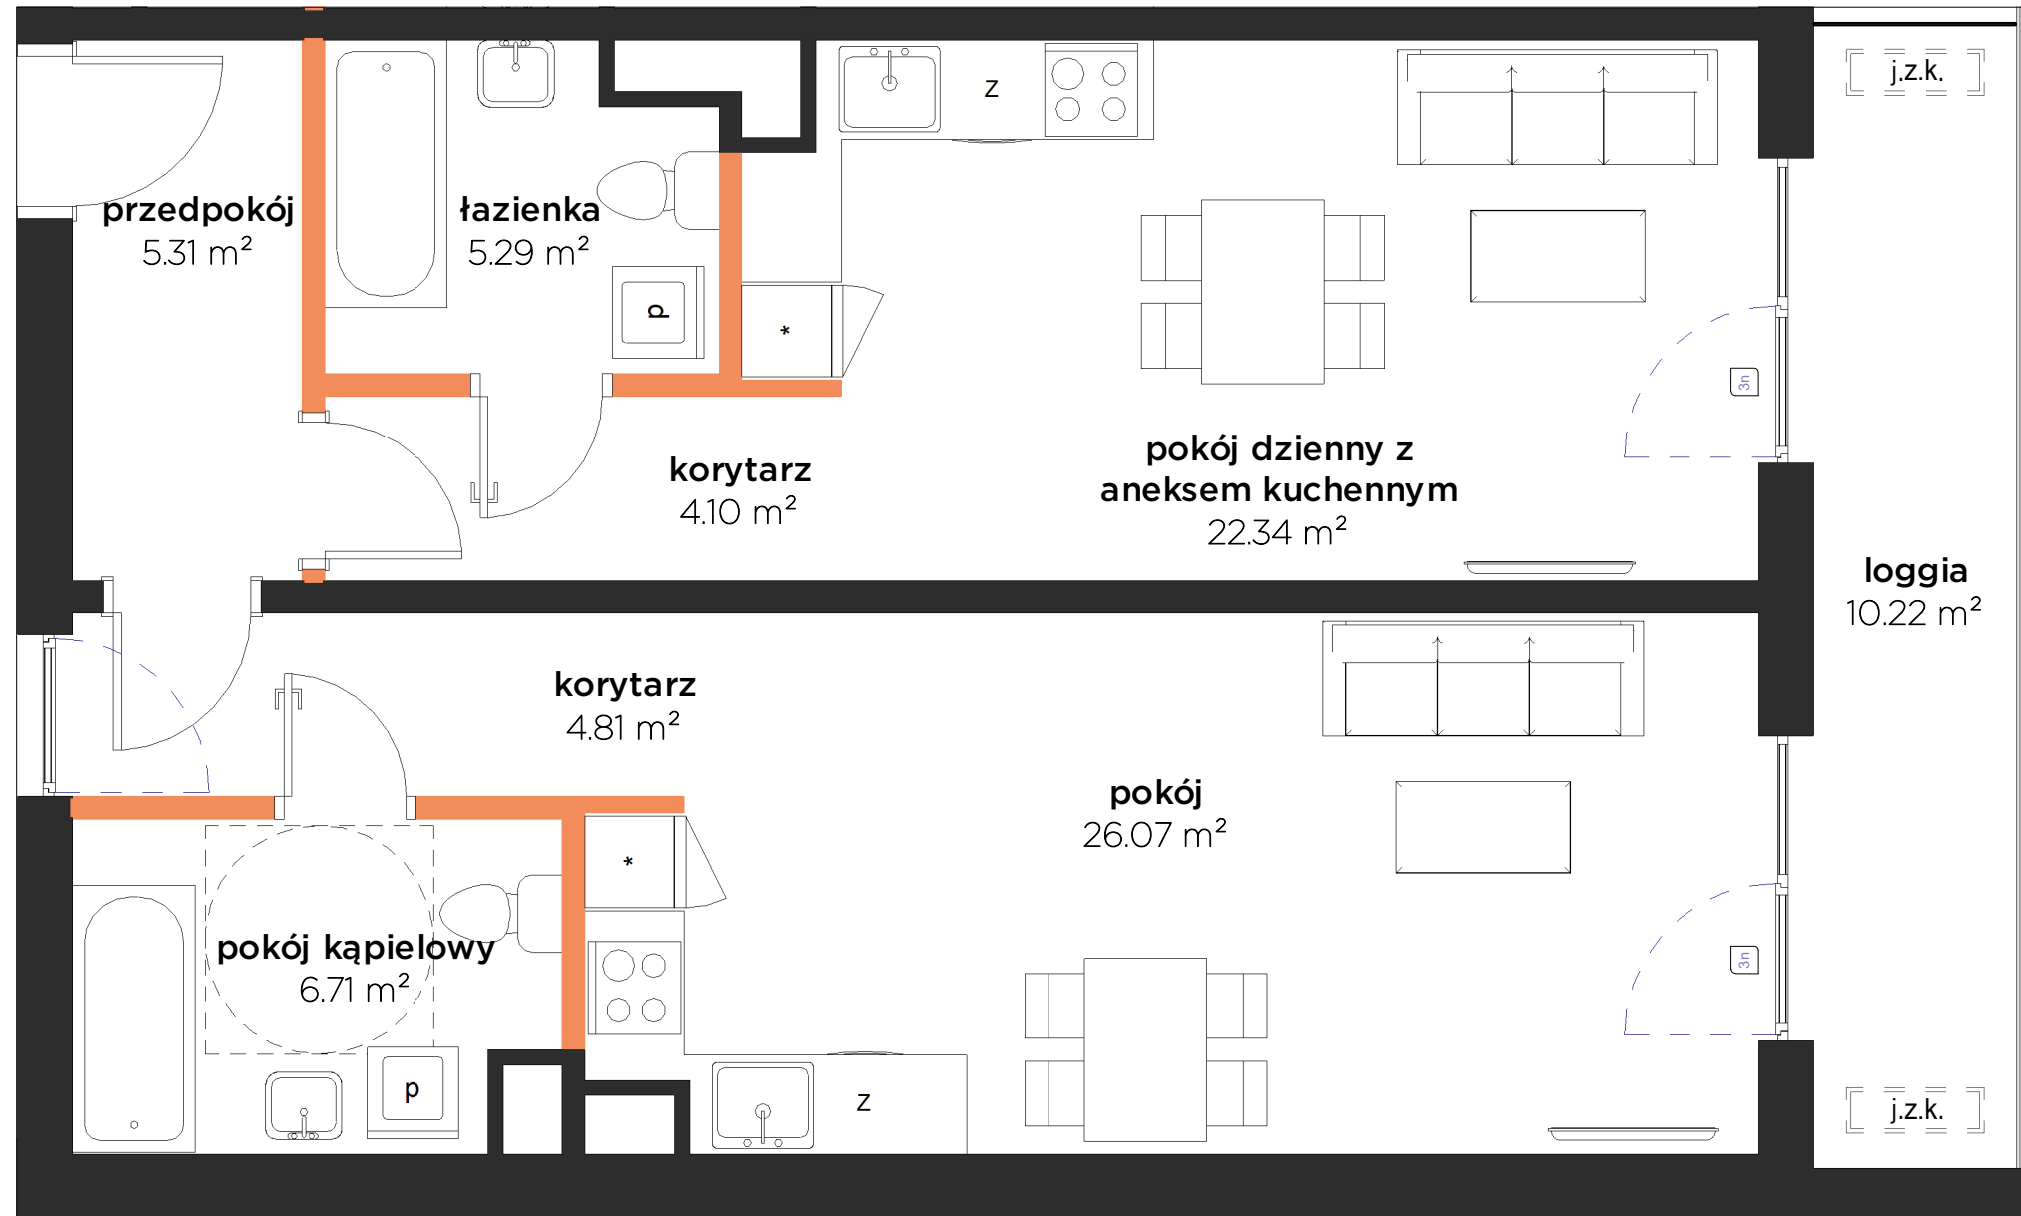 j.z.k.
z
przedpokój
5.31 m²
łazienka
5.29 m²
p
*
3n
pokój dzienny z
aneksem kuchennym
22.34 m²
korytarz
4.10 m²
loggia
10.22 m²
korytarz
4.81 m²
pokój
26.07 m²
*
pokój kąpielowy
6.71 m²
3n
p
z
j.z.k.